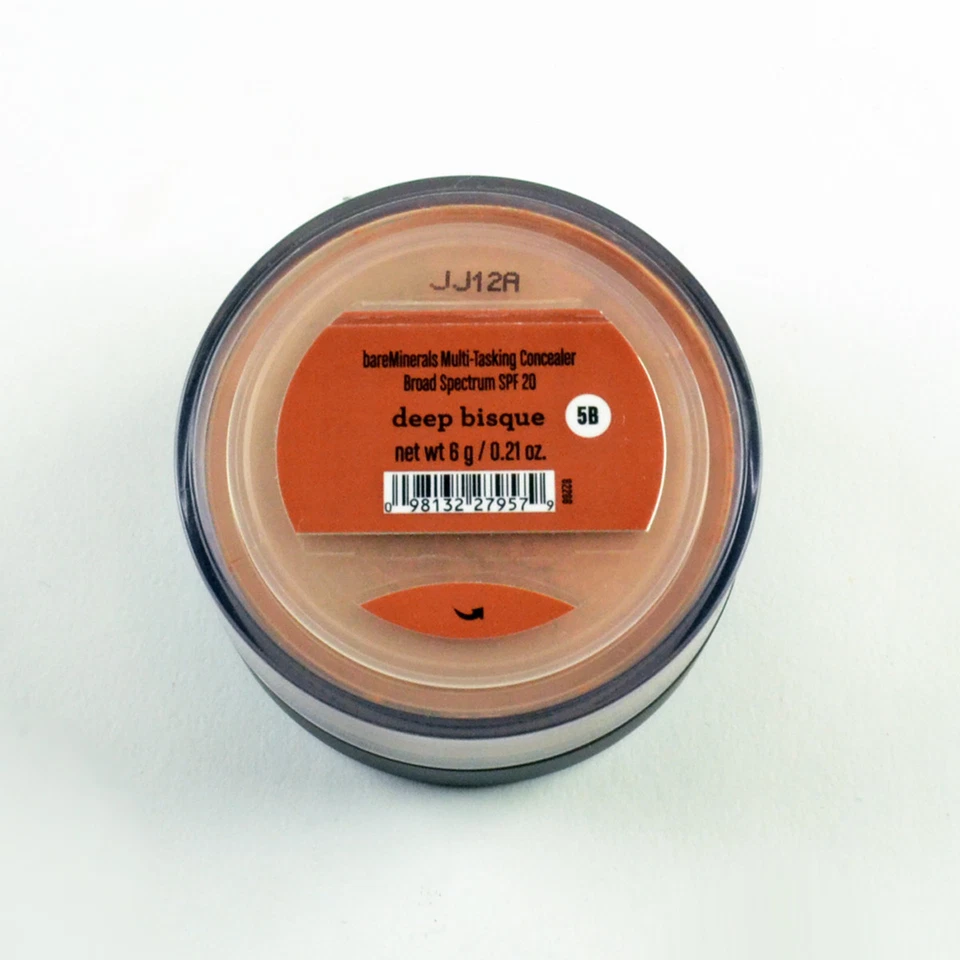 JJ12A
bareMinerals Multi-Tasking Concealer
Broad Spectrum SPF 20
deep bisque 5B
net wt 6 g / 0.21 oz.
0 98132 27957 9